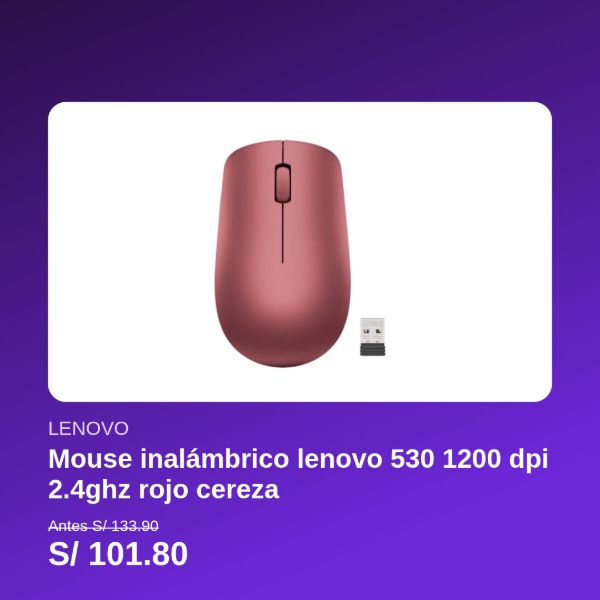 LENOVO
Mouse inalámbrico lenovo 530 1200 dpi
2.4ghz rojo cereza
Antes S/ 133.90
S/ 101.80